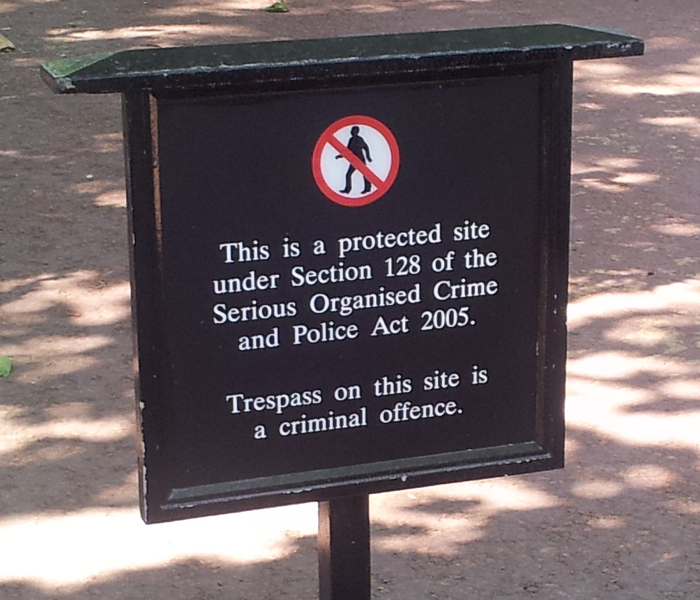 This is a protected site
under Section 128 of the
Serious Organised Crime
and Police Act 2005.
Trespass on this site is
a criminal offence.